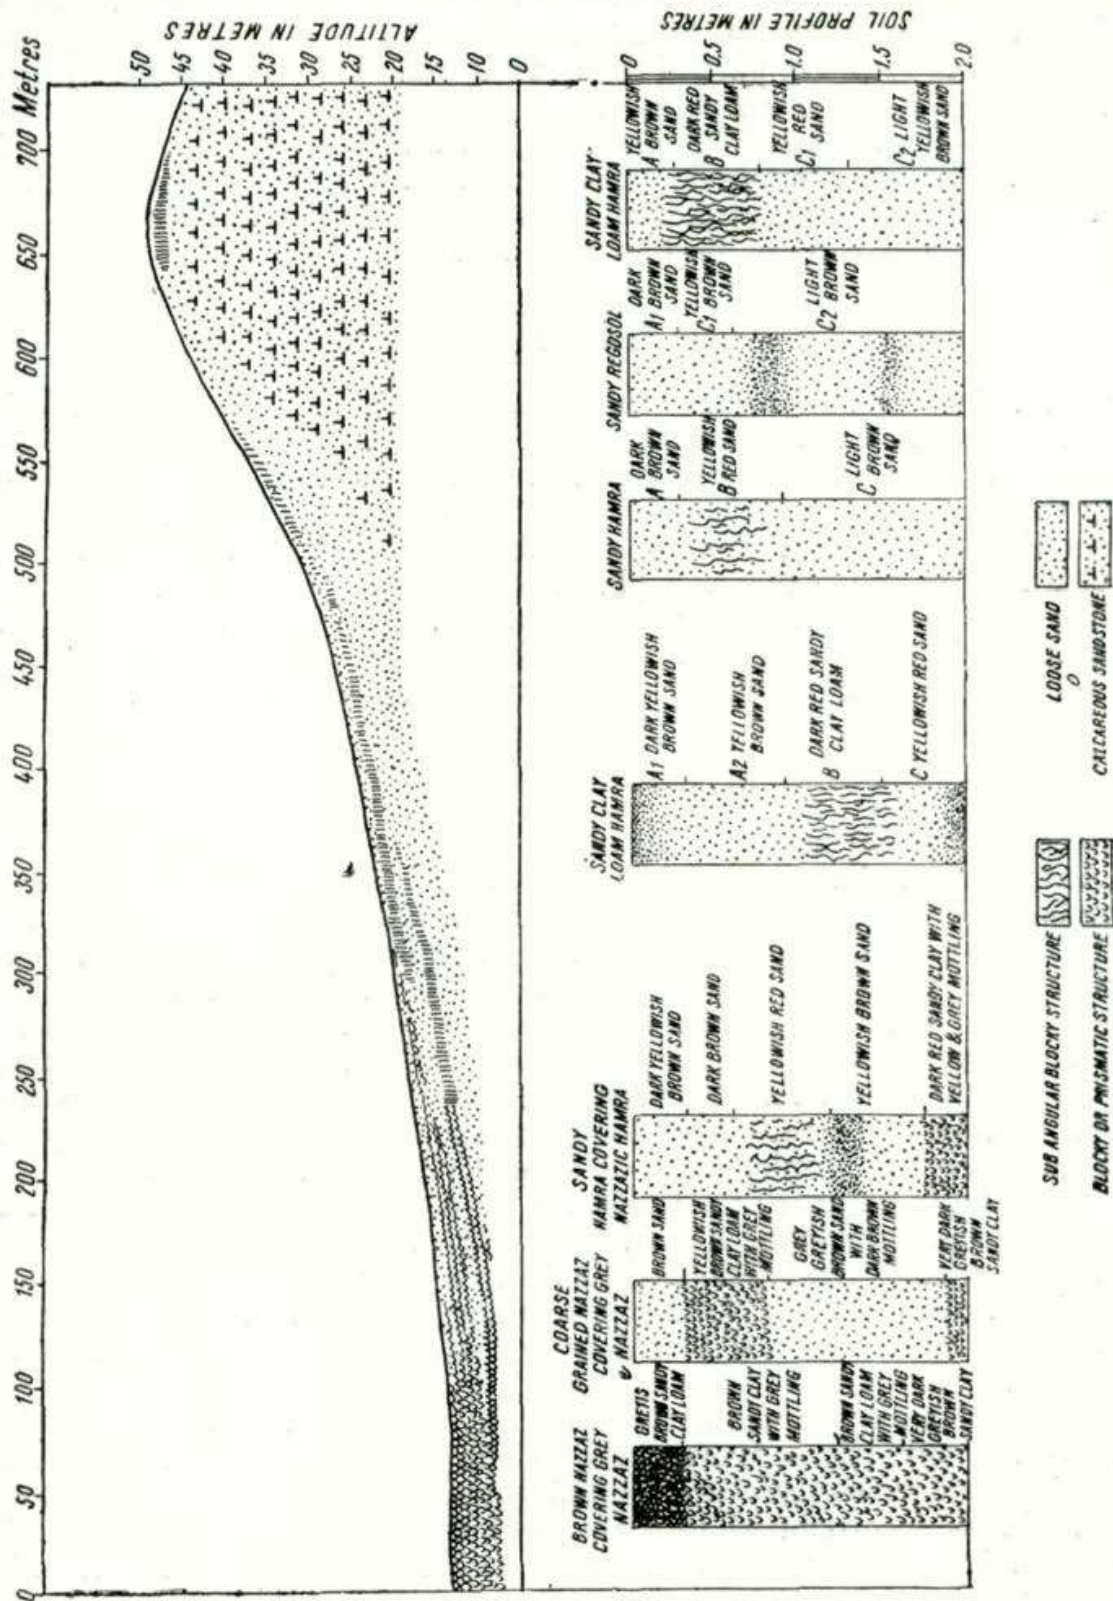 0 50 100 150 200 250 300 350 400 450 500 550 600 650 700 Metres
50
45
40
35
30
25
20
15
10
0
ALTITUDE IN METRES
BROWN NAZZAZ
COVERING GREY
NAZZAZ
GREYIS
BROWN SANDY
CLAY LOAM
BROWN
SANDY CLAY
WITH GREY
MOTTLING
BROWN SANDY
CLAY LOAM
WITH GREY
MOTTLING
VERY DARK
GREYISH
BROWN
SANDY CLAY
COARSE
GRAINED NAZZAZ
COVERING GREY
NAZZAZ
BROWN SAND
YELLOWISH
BROWN SANDY
CLAY LOAM
WITH GREY
MOTTLING
GREY
GREYISH
BROWN SAND
WITH
DARK BROWN
MOTTLING
VERY DARK
GREYISH
BROWN
SANDY CLAY
SANDY
HAMRA COVERING
NAZZAZIC HAMRA
DARK YELLOWISH
BROWN SAND
DARK BROWN SAND
YELLOWISH RED SAND
YELLOWISH BROWN SAND
DARK RED SANDY CLAY WITH
YELLOW & GREY MOTTLING
SANDY CLAY
LOAM HAMRA
A1 DARK YELLOWISH
BROWN SAND
A2 YELLOWISH
BROWN SAND
B DARK RED SANDY
CLAY LOAM
C YELLOWISH RED SAND
SANDY HAMRA
DARK
A BROWN
SAND
YELLOWISH
B RED SAND
LIGHT
C BROWN
SAND
SANDY REGOSOL
DARK
A1 BROWN
SAND
YELLOWISH
C1 BROWN
SAND
LIGHT
C2 BROWN
SAND
SANDY CLAY
LOAM HAMRA
YELLOWISH
A BROWN
SAND
DARK RED
SANDY
B CLAY LOAM
YELLOWISH
RED
C1 SAND
C2 LIGHT
YELLOWISH
BROWN SAND
0
0.5
1.0
1.5
2.0
SOIL PROFILE IN METRES
SUB ANGULAR BLOCKY STRUCTURE
BLOCKY OR PRISMATIC STRUCTURE
LOOSE SAND
CALCAREOUS SANDSTONE